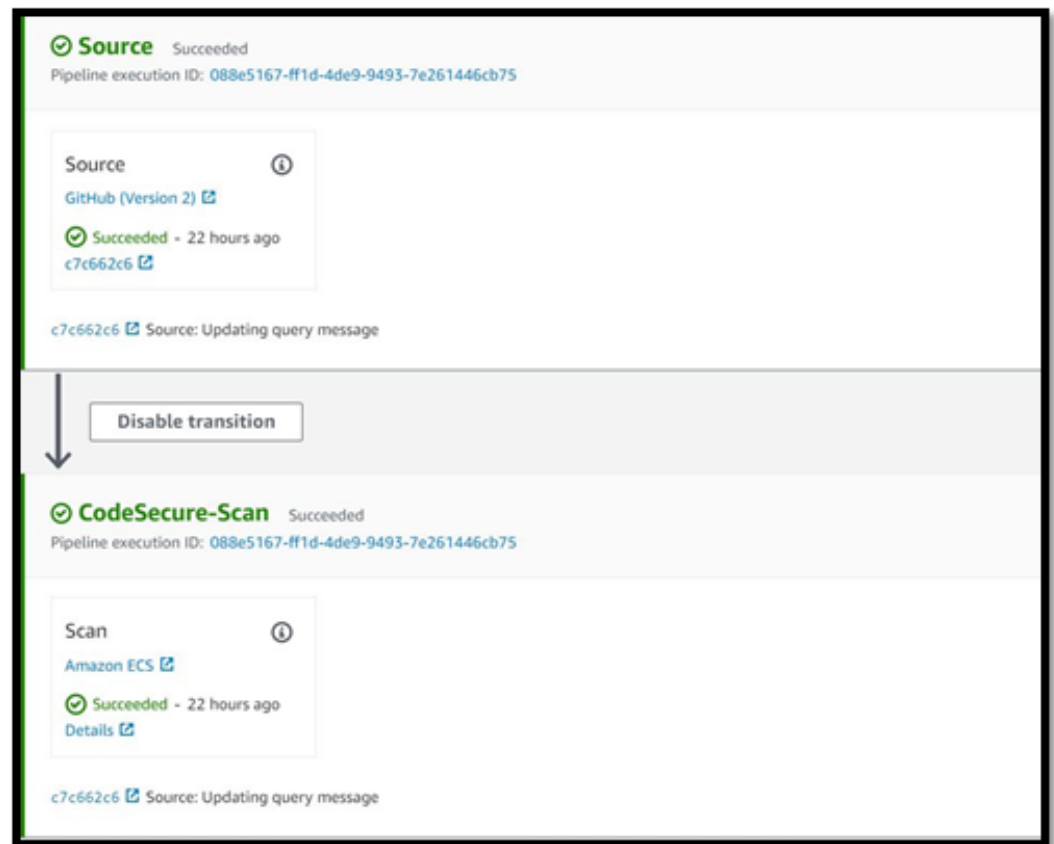 Source Succeeded
Pipeline execution ID: 088e5167-ff1d-4de9-9493-7e261446cb75
Source
GitHub (Version 2)
Succeeded - 22 hours ago
c7c662c6
c7c662c6 Source: Updating query message
Disable transition
CodeSecure-Scan Succeeded
Pipeline execution ID: 088e5167-ff1d-4de9-9493-7e261446cb75
Scan
Amazon ECS
Succeeded - 22 hours ago
Details
c7c662c6 Source: Updating query message